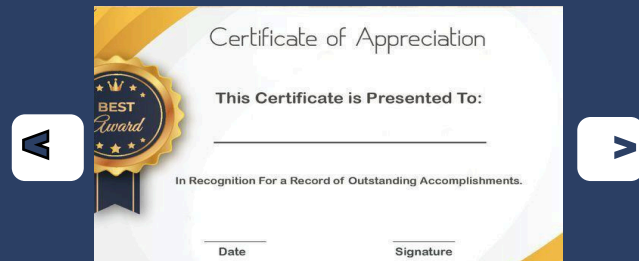 Certificate of Appreciation
This Certificate is Presented To:
BEST
Award
In Recognition For a Record of Outstanding Accomplishments.
Date
Signature